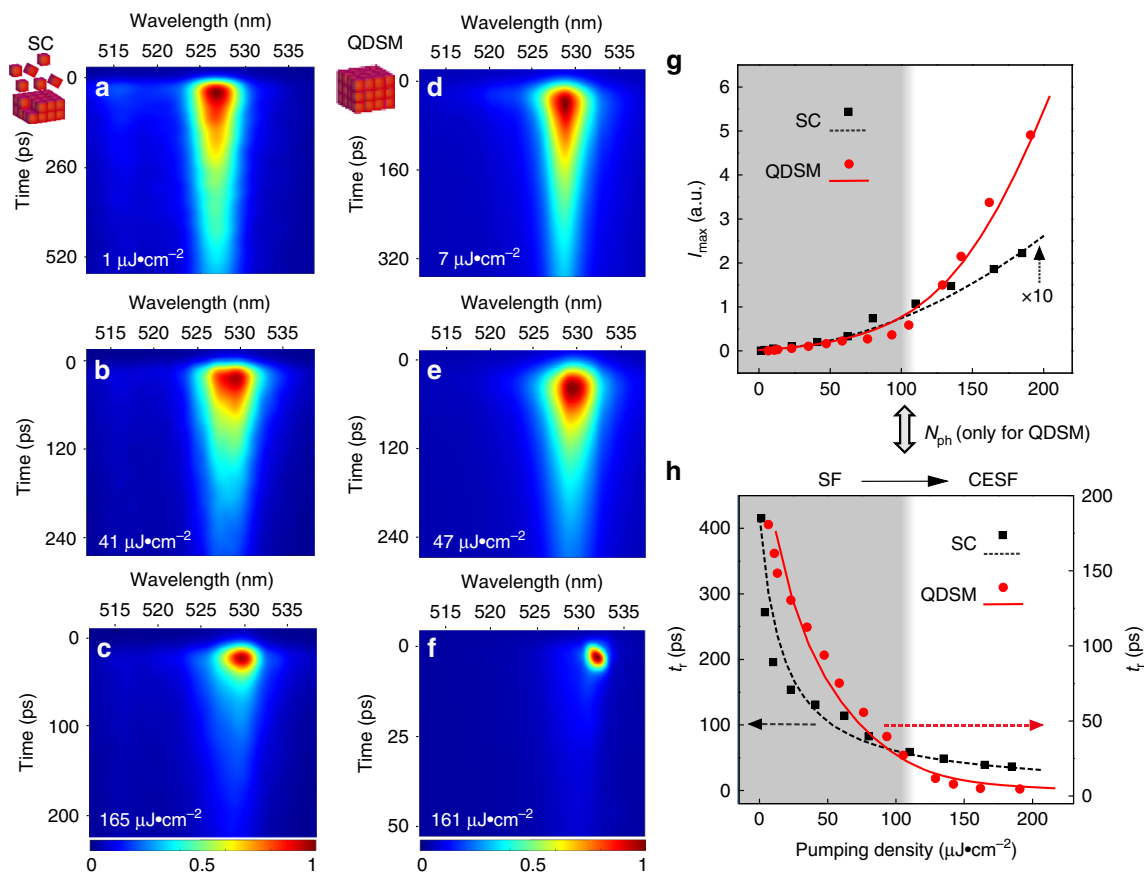 SC
Wavelength (nm)
515 520 525 530 535
a
0
260
520
Time (ps)
1 μJ•cm−2
QDSM
Wavelength (nm)
515 520 525 530 535
d
0
160
320
Time (ps)
7 μJ•cm−2
Wavelength (nm)
515 520 525 530 535
b
0
120
240
Time (ps)
41 μJ•cm−2
Wavelength (nm)
515 520 525 530 535
e
0
120
240
Time (ps)
47 μJ•cm−2
Wavelength (nm)
515 520 525 530 535
c
0
100
200
Time (ps)
165 μJ•cm−2
0 0.5 1
Wavelength (nm)
515 520 525 530 535
f
0
25
50
Time (ps)
161 μJ•cm−2
0 0.5 1
g
6
5
4
3
2
1
0
Imax (a.u.)
SC
QDSM
×10
0 50 100 150 200
Nph (only for QDSM)
SF CESF
h
400
300
200
100
0
tr (ps)
SC
QDSM
200
150
100
50
0
tr (ps)
0 50 100 150 200
Pumping density (μJ•cm−2)